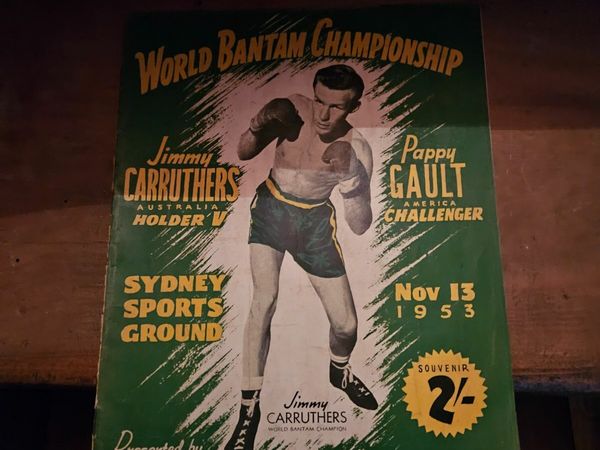 WORLD BANTAM CHAMPIONSHIP
Jimmy
CARRUTHERS
AUSTRALIA
HOLDER V
Pappy
GAULT
AMERICA
CHALLENGER
SYDNEY
SPORTS
GROUND
Nov 13
1953
SOUVENIR
2/-
Jimmy
CARRUTHERS
WORLD BANTAM CHAMPION
Presented by